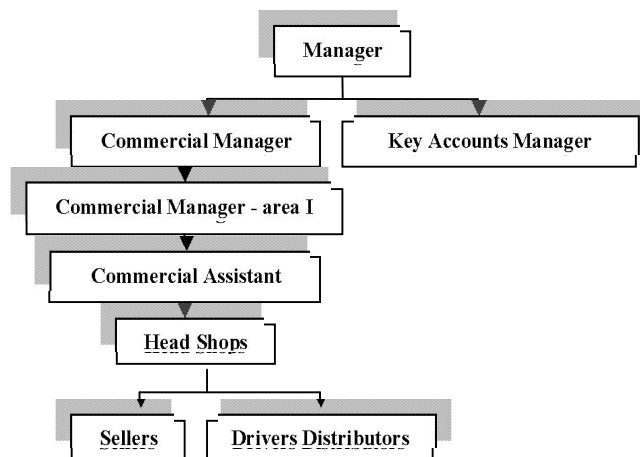 Manager
Commercial Manager
Key Accounts Manager
Commercial Manager - area I
Commercial Assistant
Head Shops
Sellers
Drivers Distributors